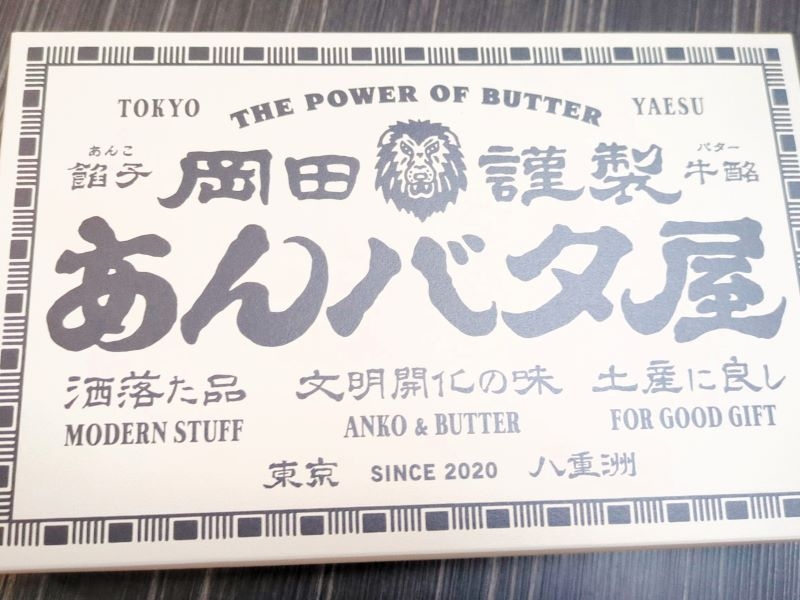 TOKYO THE POWER OF BUTTER YAESU
あんこ バター
餡子 岡田 謹製 牛酪
あんバタ屋
洒落た品 文明開化の味 土産に良し
MODERN STUFF ANKO & BUTTER FOR GOOD GIFT
東京 SINCE 2020 八重洲